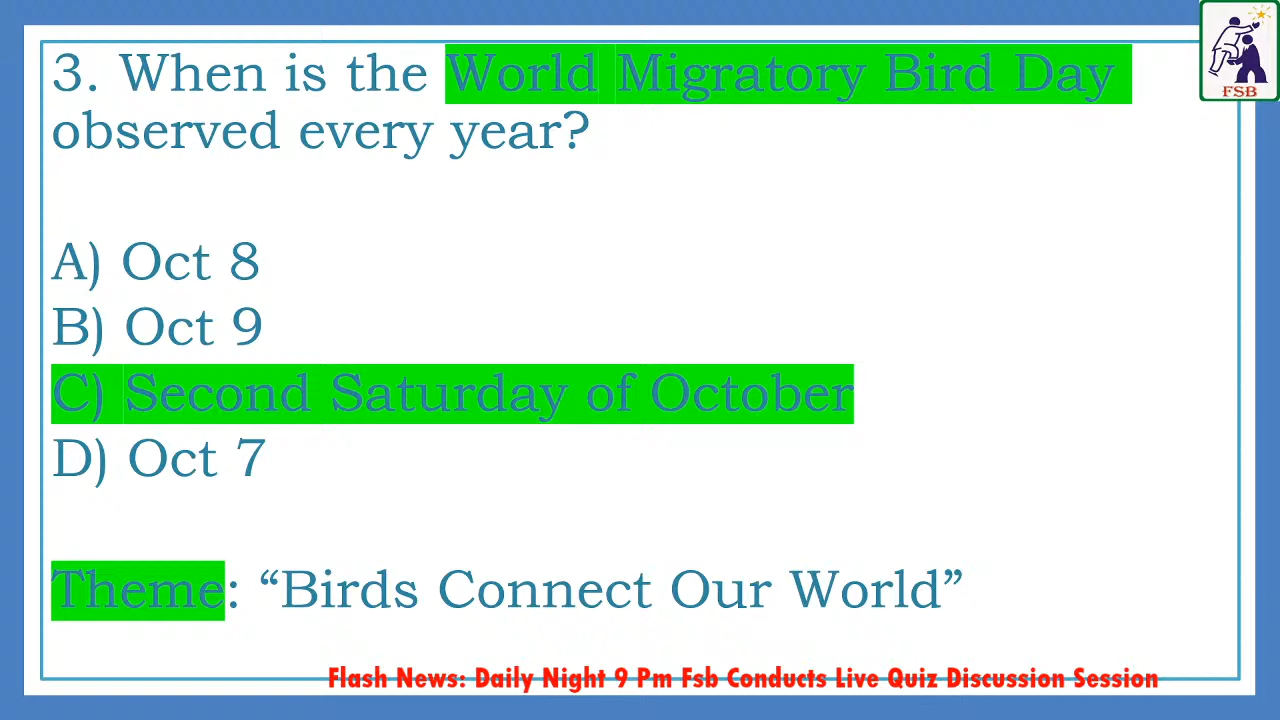 3. When is the World Migratory Bird Day
observed every year?
A) Oct 8
B) Oct 9
C) Second Saturday of October
D) Oct 7
Theme: “Birds Connect Our World”
Flash News: Daily Night 9 Pm Fsb Conducts Live Quiz Discussion Session
FSB